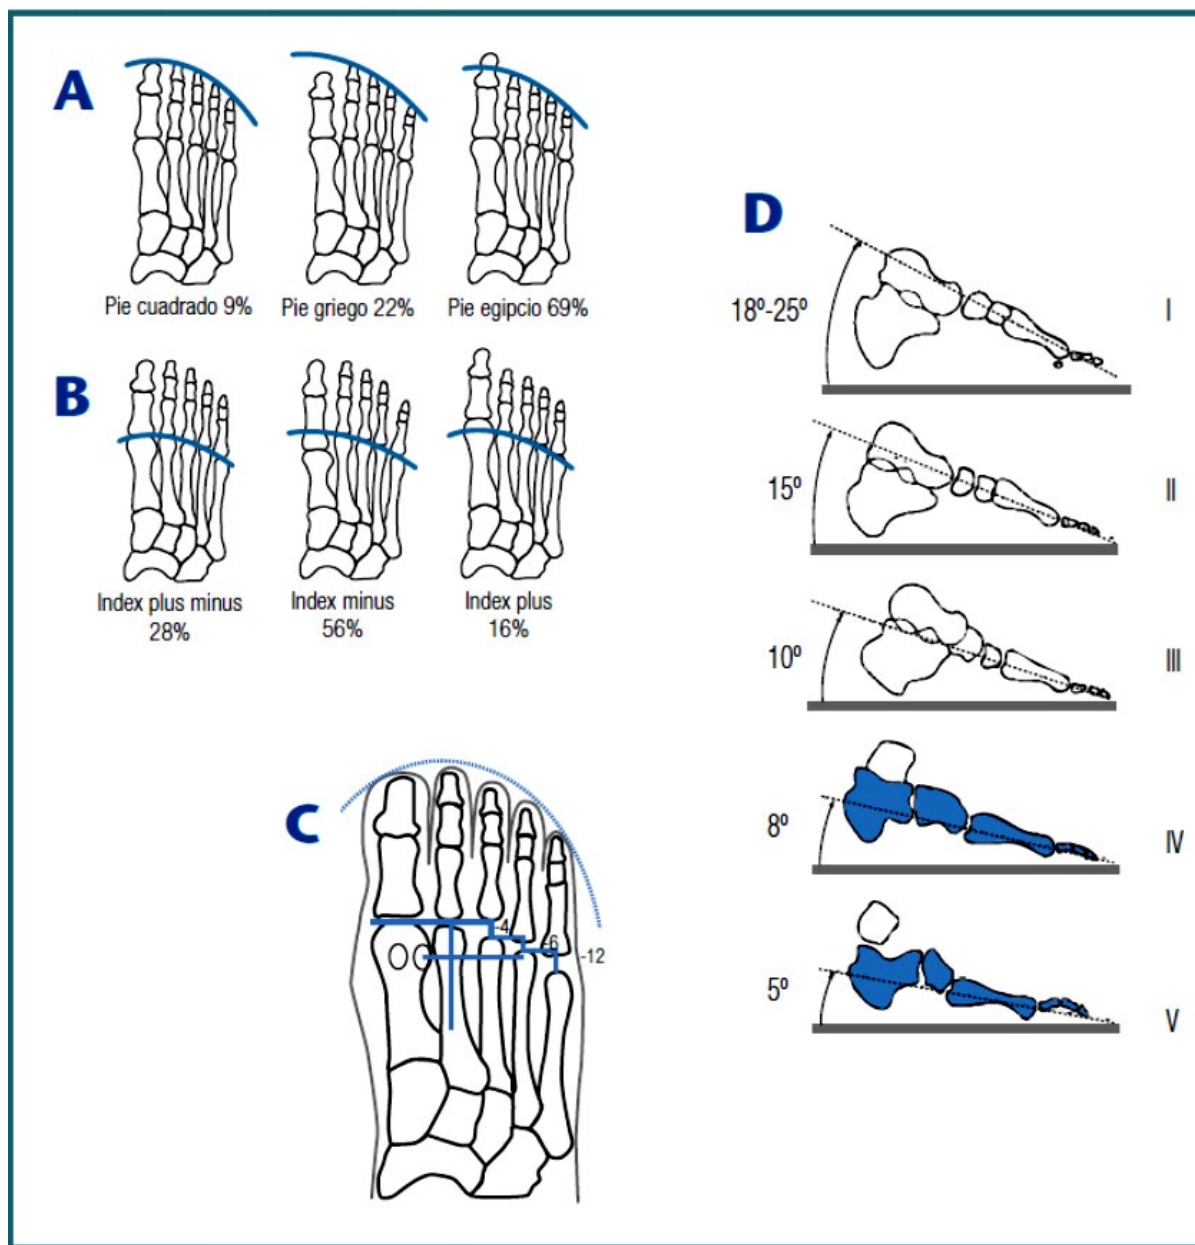 A
Pie cuadrado 9%
Pie griego 22%
Pie egipcio 69%
B
Index plus minus
28%
Index minus
56%
Index plus
16%
C
-4
-6
-12
D
18º-25º
I
15º
II
10º
III
8º
IV
5º
V